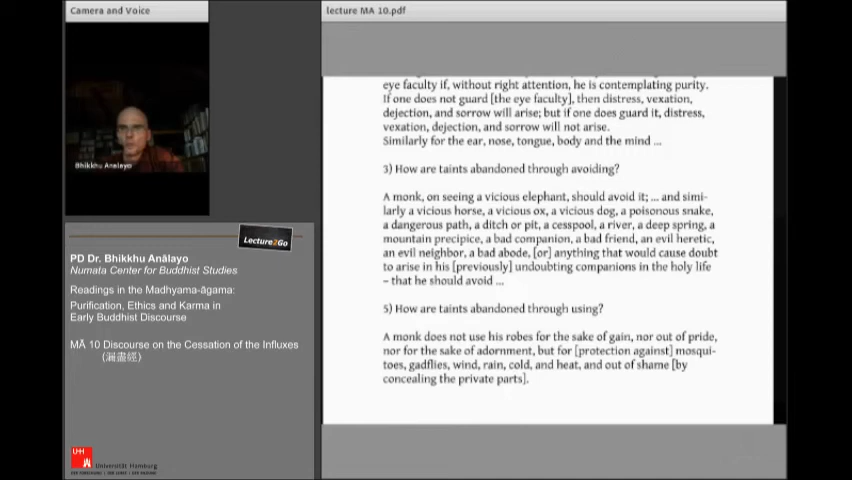 Camera and Voice
Bhikkhu Analayo
Lecture2Go
PD Dr. Bhikkhu Anālayo
Numata Center for Buddhist Studies
Readings in the Madhyama-āgama:
Purification, Ethics and Karma in
Early Buddhist Discourse
MĀ 10 Discourse on the Cessation of the Influxes
(漏盡經)
UH
Universität Hamburg
DER FORSCHUNG | DER LEHRE | DER BILDUNG
lecture MA 10.pdf
eye faculty if, without right attention, he is contemplating purity.
If one does not guard [the eye faculty], then distress, vexation,
dejection, and sorrow will arise; but if one does guard it, distress,
vexation, dejection, and sorrow will not arise.
Similarly for the ear, nose, tongue, body and the mind ...
3) How are taints abandoned through avoiding?
A monk, on seeing a vicious elephant, should avoid it; ... and simi-
larly a vicious horse, a vicious ox, a vicious dog, a poisonous snake,
a dangerous path, a ditch or pit, a cesspool, a river, a deep spring, a
mountain precipice, a bad companion, a bad friend, an evil heretic,
an evil neighbor, a bad abode, [or] anything that would cause doubt
to arise in his [previously] undoubting companions in the holy life
– that he should avoid ...
5) How are taints abandoned through using?
A monk does not use his robes for the sake of gain, nor out of pride,
nor for the sake of adornment, but for [protection against] mosqui-
toes, gadflies, wind, rain, cold, and heat, and out of shame [by
concealing the private parts].